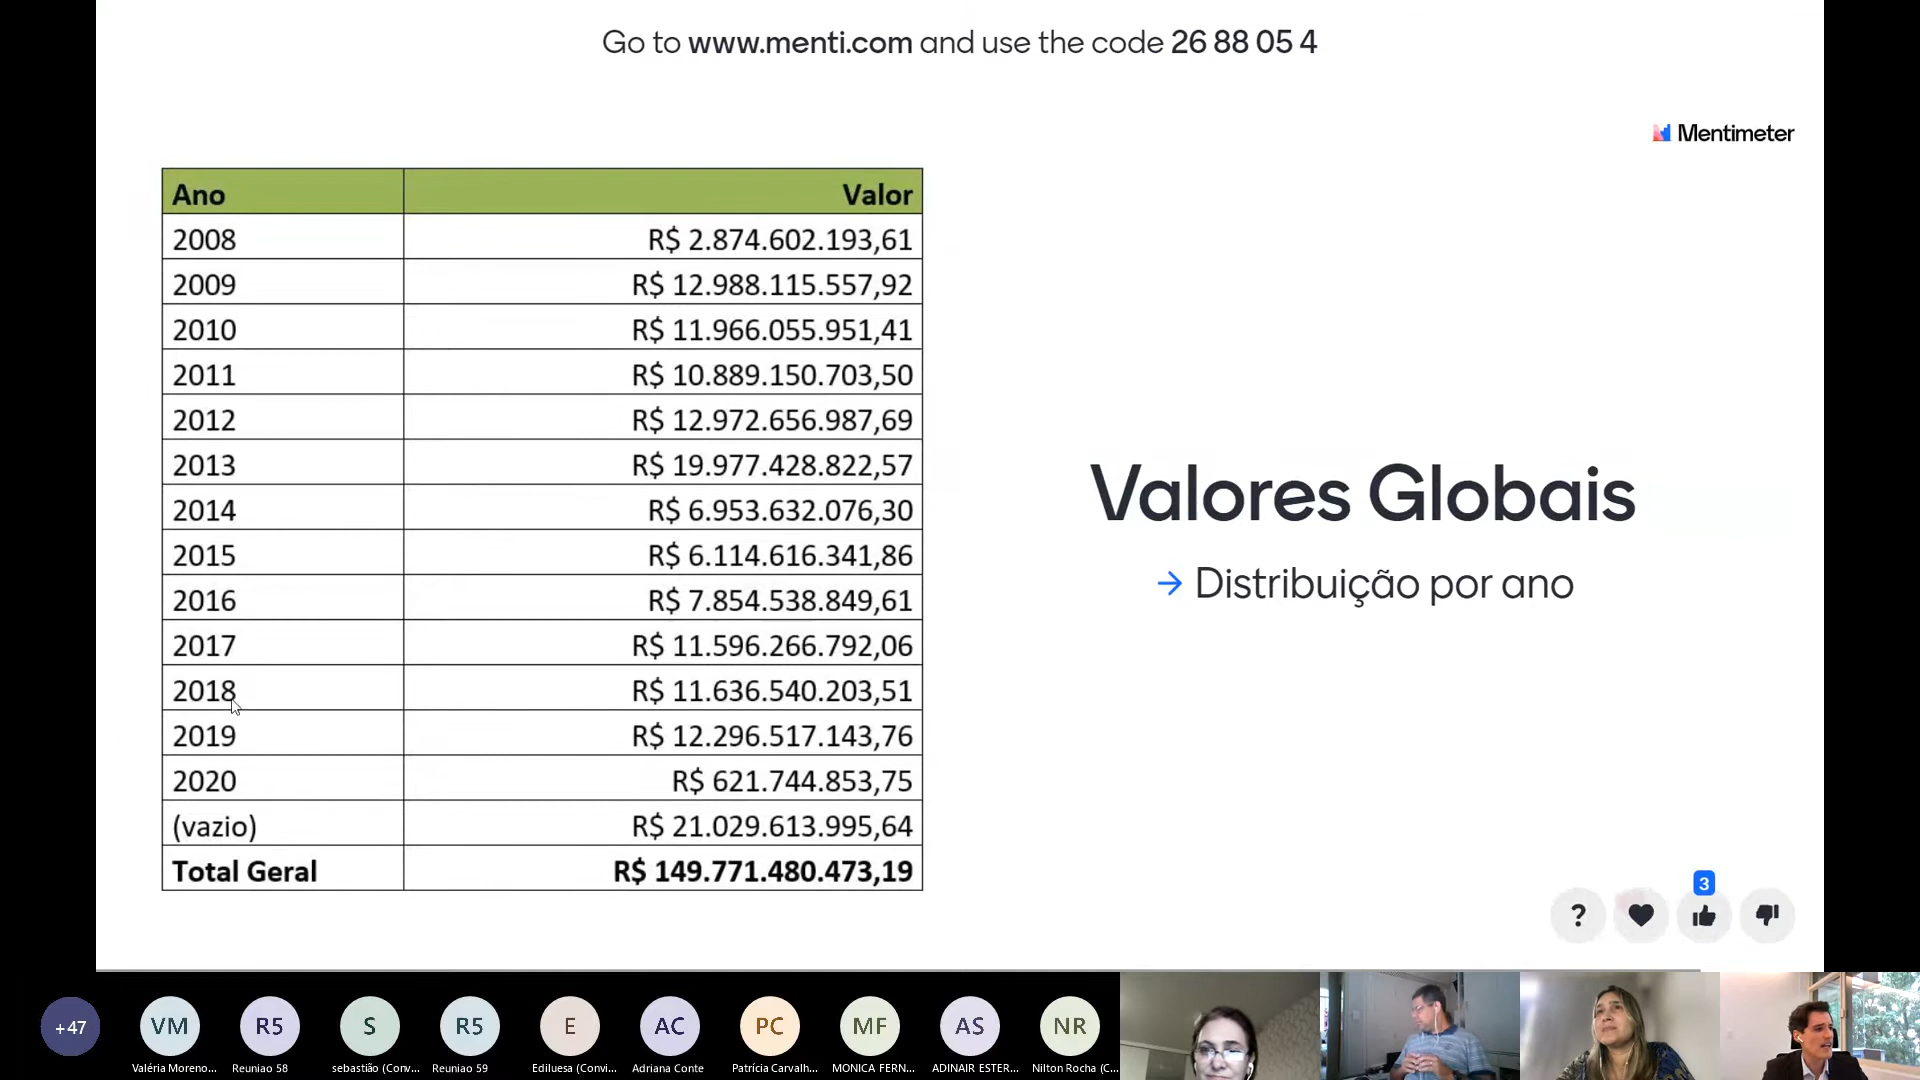 Go to www.menti.com and use the code 26 88 05 4
Mentimeter
Ano Valor
2008 R$ 2.874.602.193,61
2009 R$ 12.988.115.557,92
2010 R$ 11.966.055.951,41
2011 R$ 10.889.150.703,50
2012 R$ 12.972.656.987,69
2013 R$ 19.977.428.822,57
2014 R$ 6.953.632.076,30
2015 R$ 6.114.616.341,86
2016 R$ 7.854.538.849,61
2017 R$ 11.596.266.792,06
2018 R$ 11.636.540.203,51
2019 R$ 12.296.517.143,76
2020 R$ 621.744.853,75
(vazio) R$ 21.029.613.995,64
Total Geral R$ 149.771.480.473,19
Valores Globais
→ Distribuição por ano
3
?
+47 VM R5 S R5 E AC PC MF AS NR
Valéria Moreno... Reuniao 58 sebastião (Conv... Reuniao 59 Ediluesa (Convi... Adriana Conte Patrícia Carvalh... MONICA FERN... ADINAIR ESTER... Nilton Rocha (C...